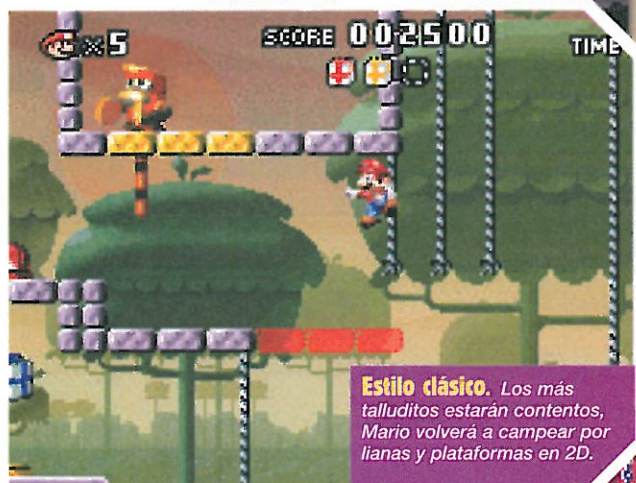 ×5
SCORE 002500
TIME
Estilo clásico. Los más
talluditos estarán contentos,
Mario volverá a campear por
lianas y plataformas en 2D.